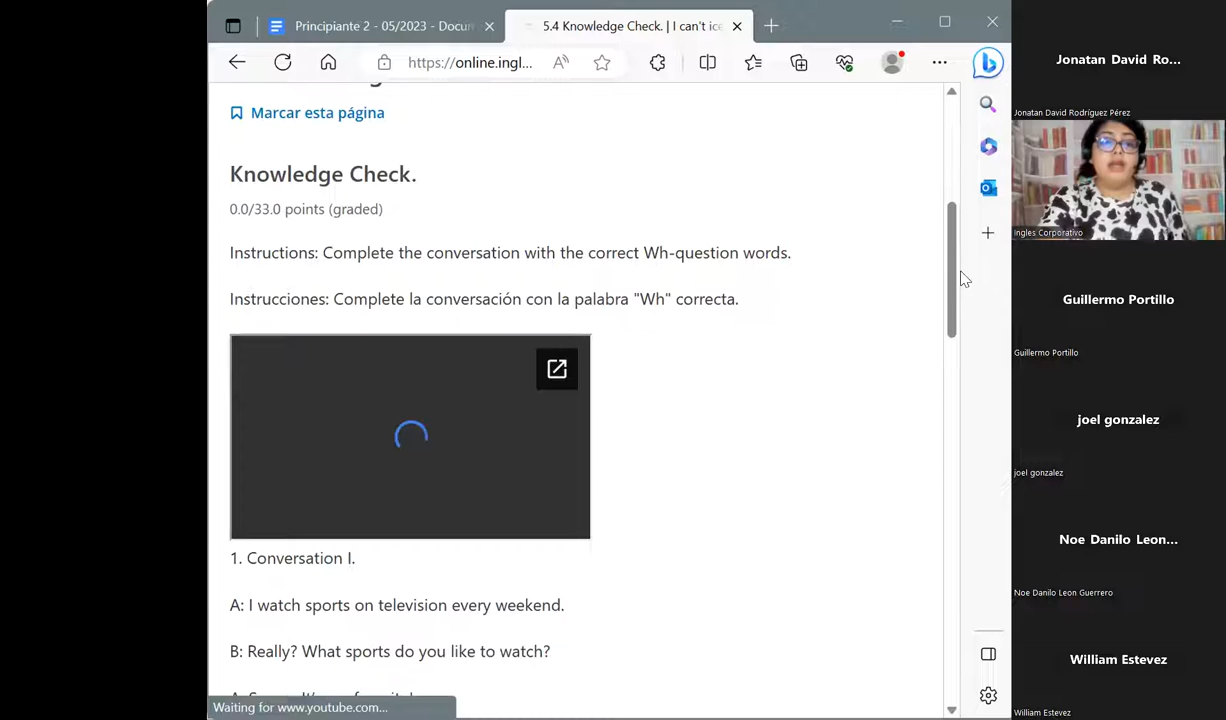 Principiante 2 - 05/2023 - Docun
5.4 Knowledge Check. | I can't ice
https://online.ingl...
Marcar esta página
Knowledge Check.
0.0/33.0 points (graded)
Instructions: Complete the conversation with the correct Wh-question words.
Instrucciones: Complete la conversación con la palabra "Wh" correcta.
1. Conversation I.
A: I watch sports on television every weekend.
B: Really? What sports do you like to watch?
Waiting for www.youtube.com...
Jonatan David Ro...
Jonatan David Rodríguez Pérez
Ingles Corporativo
Guillermo Portillo
Guillermo Portillo
joel gonzalez
joel gonzalez
Noe Danilo Leon...
Noe Danilo Leon Guerrero
William Estevez
William Estevez